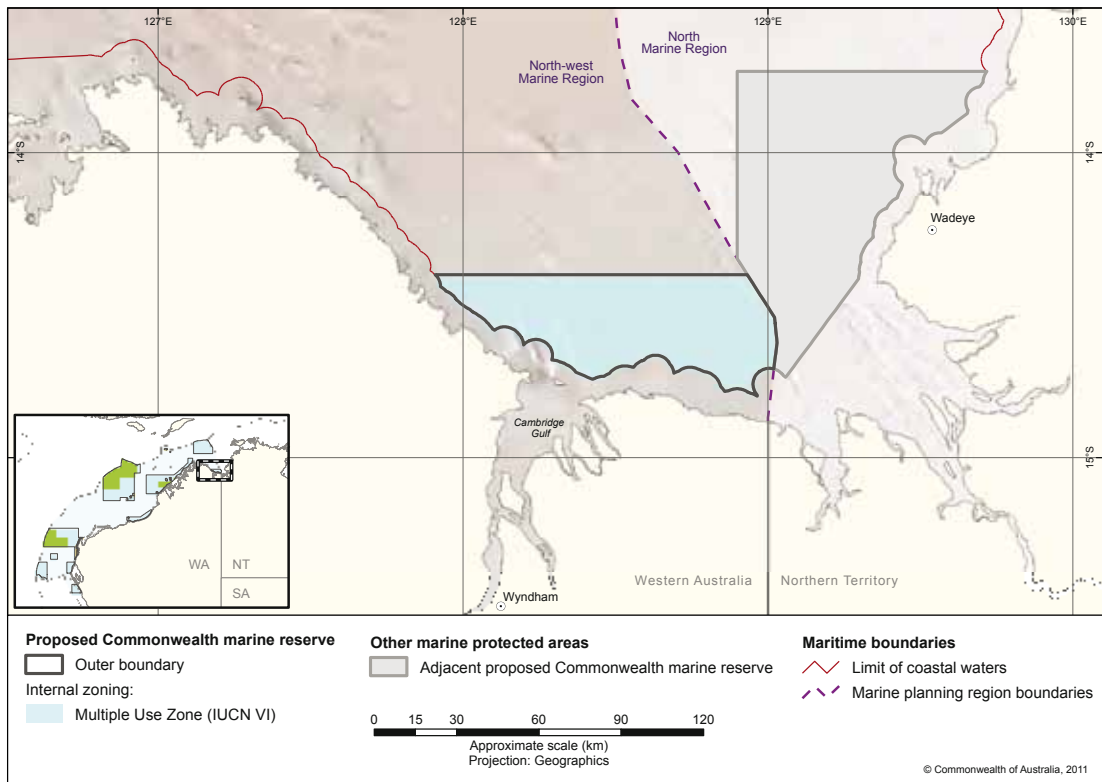 127°E
128°E
129°E
130°E
North
Marine Region
North-west
Marine Region
14°S
14°S
Wadeye
Cambridge
Gulf
15°S
15°S
WA
NT
SA
Western Australia
Northern Territory
Wyndham
Proposed Commonwealth marine reserve
Outer boundary
Internal zoning:
Multiple Use Zone (IUCN VI)
Other marine protected areas
Adjacent proposed Commonwealth marine reserve
0 15 30 60 90 120
Approximate scale (km)
Projection: Geographics
Maritime boundaries
Limit of coastal waters
Marine planning region boundaries
© Commonwealth of Australia, 2011